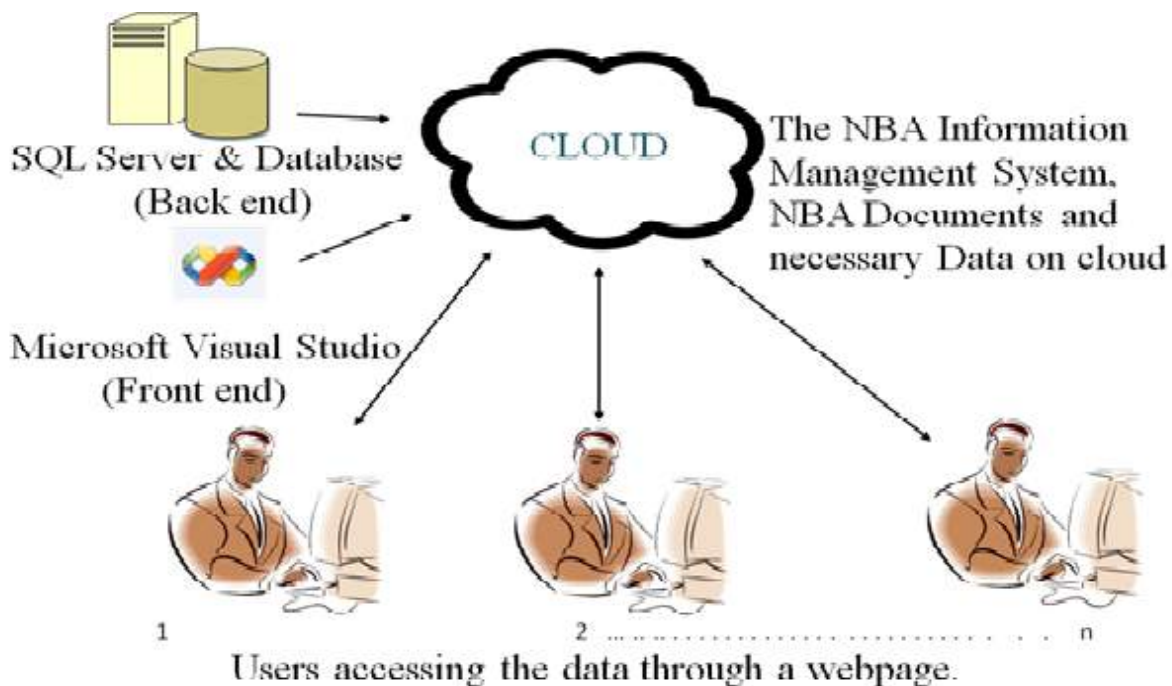 CLOUD
SQL Server & Database
(Back end)
The NBA Information
Management System,
NBA Documents and
necessary Data on cloud
Microsoft Visual Studio
(Front end)
1 2 ... .. .. . . . . . . . . . . . . . . . . . . . . . . . . . n
Users accessing the data through a webpage.